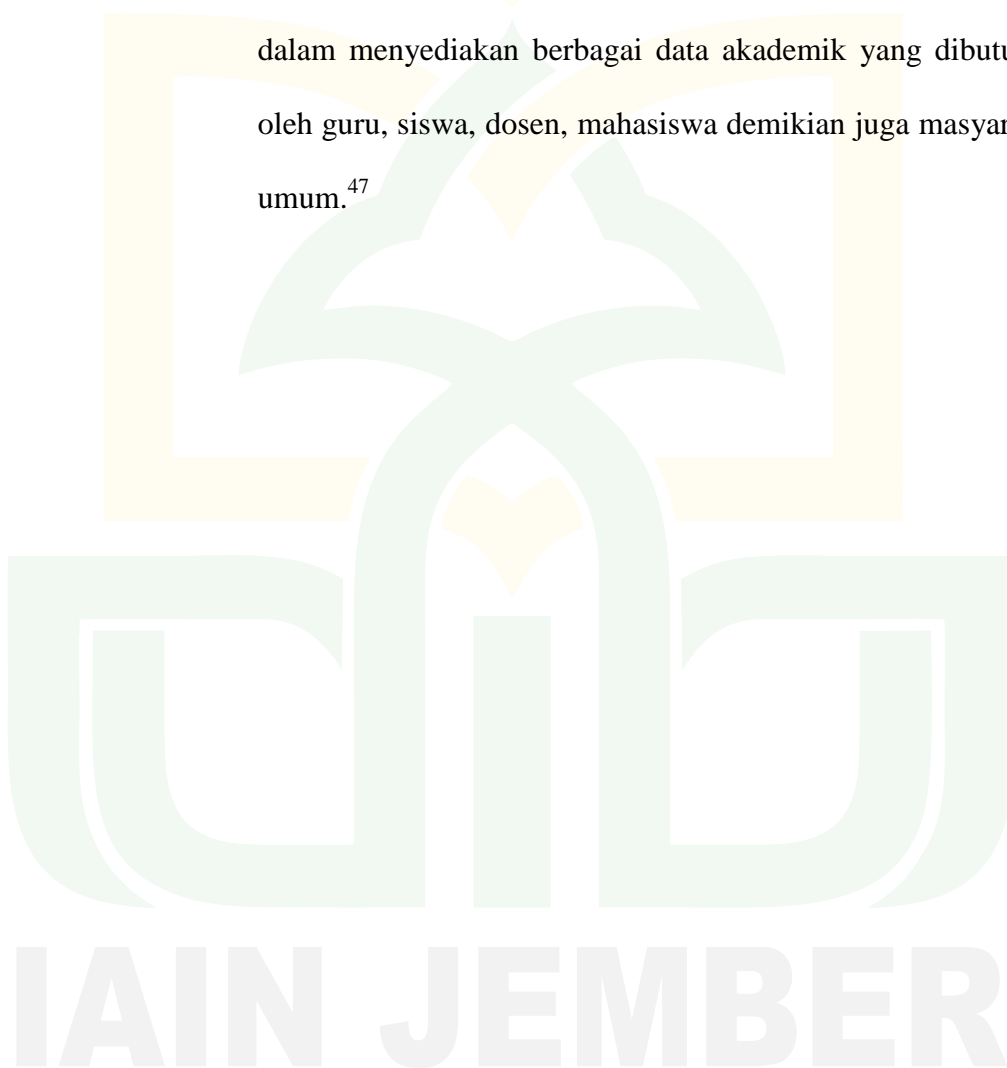 dalam menyediakan berbagai data akademik yang
oleh guru, siswa, dosen, mahasiswa demikian juga
umum.47
IAIN JEMBER